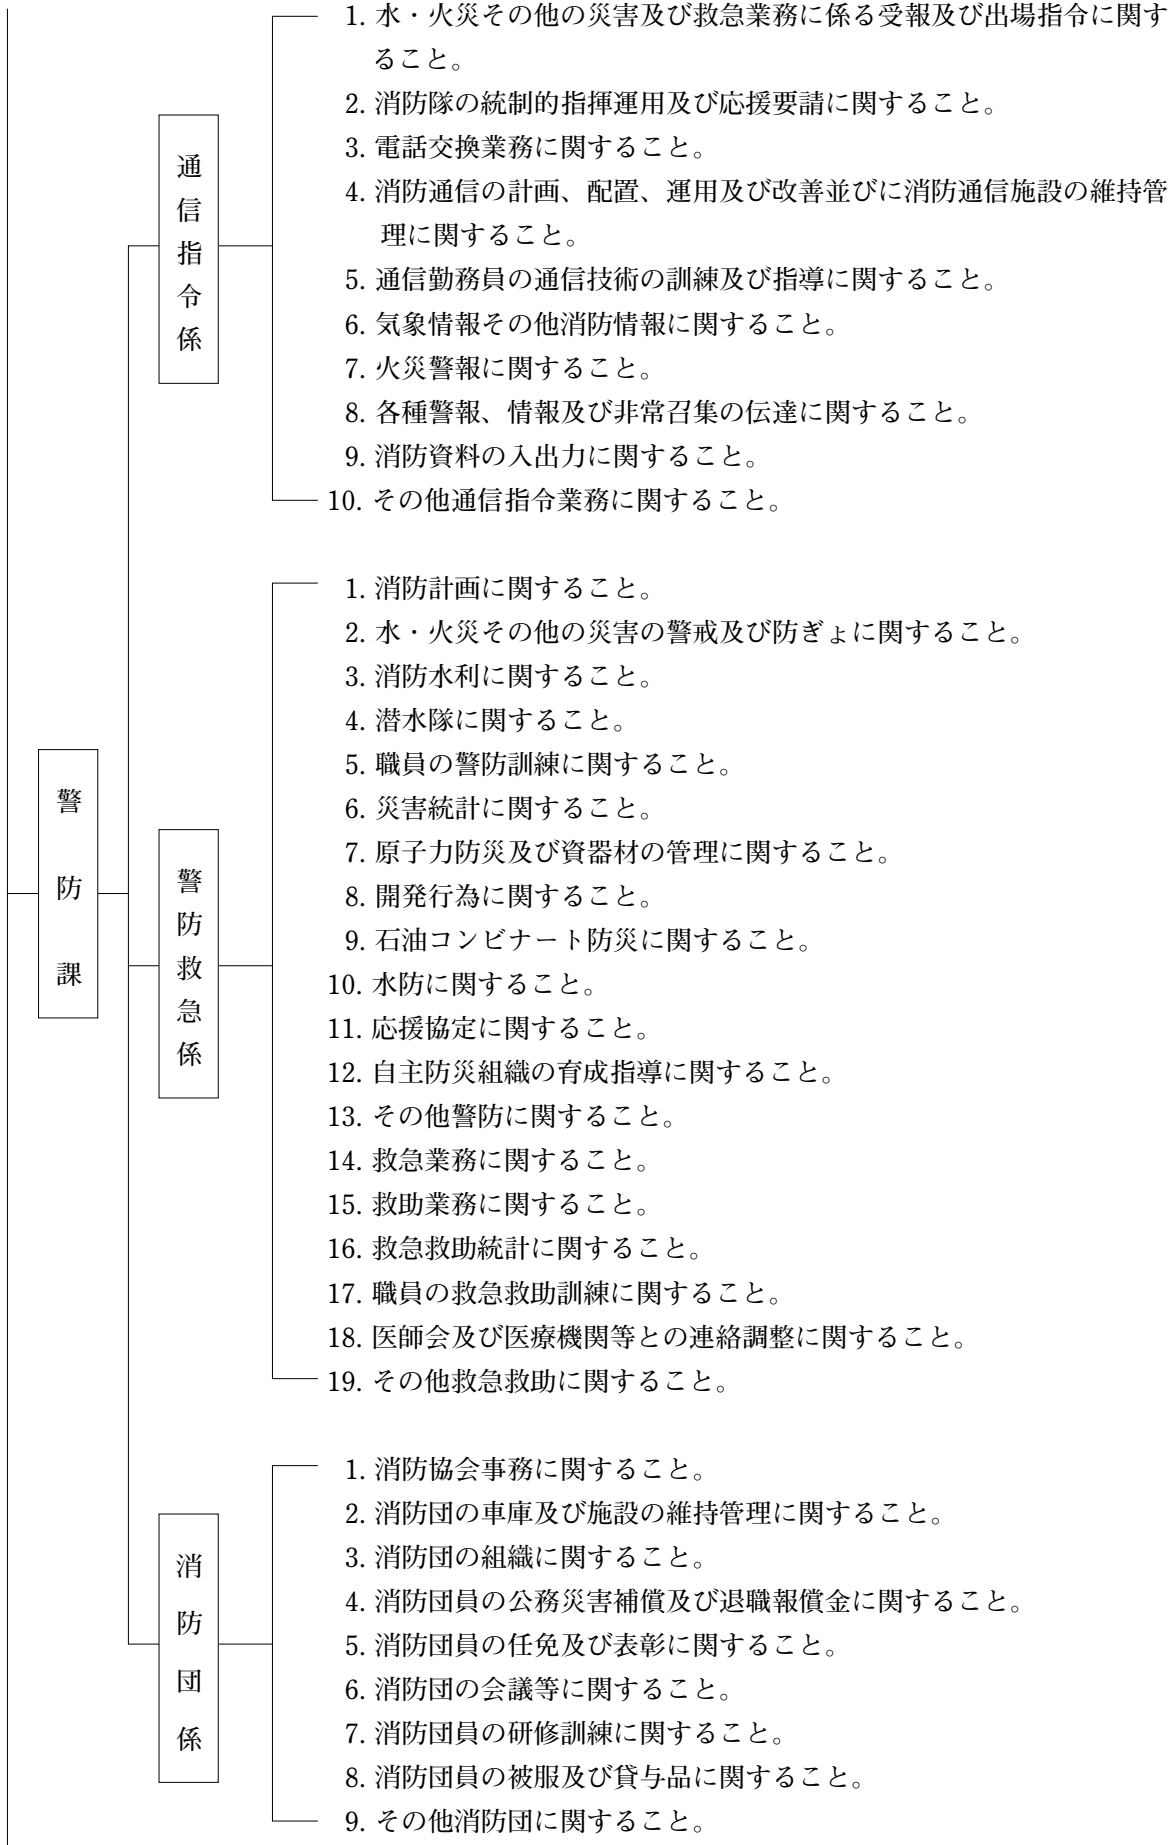 警防課
通信指令係
1. 水・火災その他の災害及び救急業務に係る受報及び出場指令に関す
ること。
2. 消防隊の統制的指揮運用及び応援要請に関すること。
3. 電話交換業務に関すること。
4. 消防通信の計画、配置、運用及び改善並びに消防通信施設の維持管
理に関すること。
5. 通信勤務員の通信技術の訓練及び指導に関すること。
6. 気象情報その他消防情報に関すること。
7. 火災警報に関すること。
8. 各種警報、情報及び非常召集の伝達に関すること。
9. 消防資料の入出力に関すること。
10. その他通信指令業務に関すること。
警防救急係
1. 消防計画に関すること。
2. 水・火災その他の災害の警戒及び防ぎょに関すること。
3. 消防水利に関すること。
4. 潜水隊に関すること。
5. 職員の警防訓練に関すること。
6. 災害統計に関すること。
7. 原子力防災及び資器材の管理に関すること。
8. 開発行為に関すること。
9. 石油コンビナート防災に関すること。
10. 水防に関すること。
11. 応援協定に関すること。
12. 自主防災組織の育成指導に関すること。
13. その他警防に関すること。
14. 救急業務に関すること。
15. 救助業務に関すること。
16. 救急救助統計に関すること。
17. 職員の救急救助訓練に関すること。
18. 医師会及び医療機関等との連絡調整に関すること。
19. その他救急救助に関すること。
消防団係
1. 消防協会事務に関すること。
2. 消防団の車庫及び施設の維持管理に関すること。
3. 消防団の組織に関すること。
4. 消防団員の公務災害補償及び退職報償金に関すること。
5. 消防団員の任免及び表彰に関すること。
6. 消防団の会議等に関すること。
7. 消防団員の研修訓練に関すること。
8. 消防団員の被服及び貸与品に関すること。
9. その他消防団に関すること。